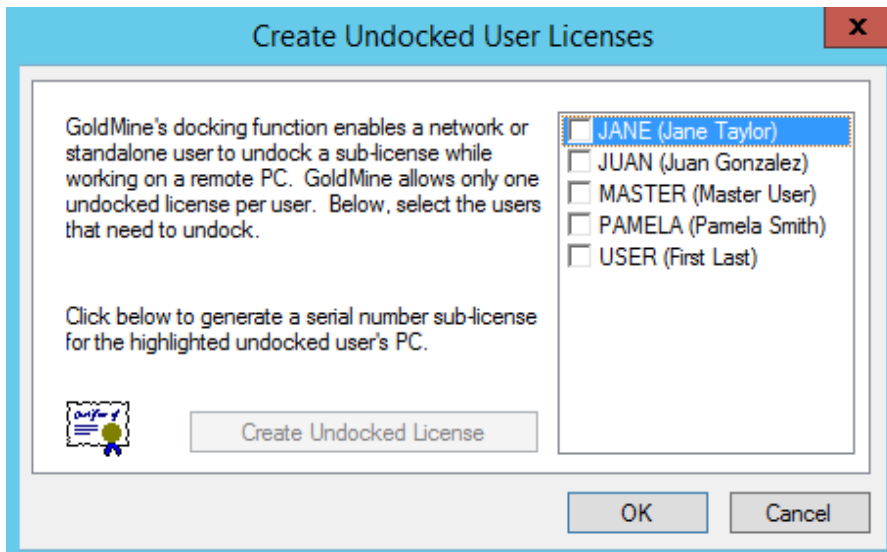 Create Undocked User Licenses
x
GoldMine's docking function enables a network or
standalone user to undock a sub-license while
working on a remote PC. GoldMine allows only one
undocked license per user. Below, select the users
that need to undock.
Click below to generate a serial number sub-license
for the highlighted undocked user's PC.
Create Undocked License
JANE (Jane Taylor)
JUAN (Juan Gonzalez)
MASTER (Master User)
PAMELA (Pamela Smith)
USER (First Last)
OK
Cancel